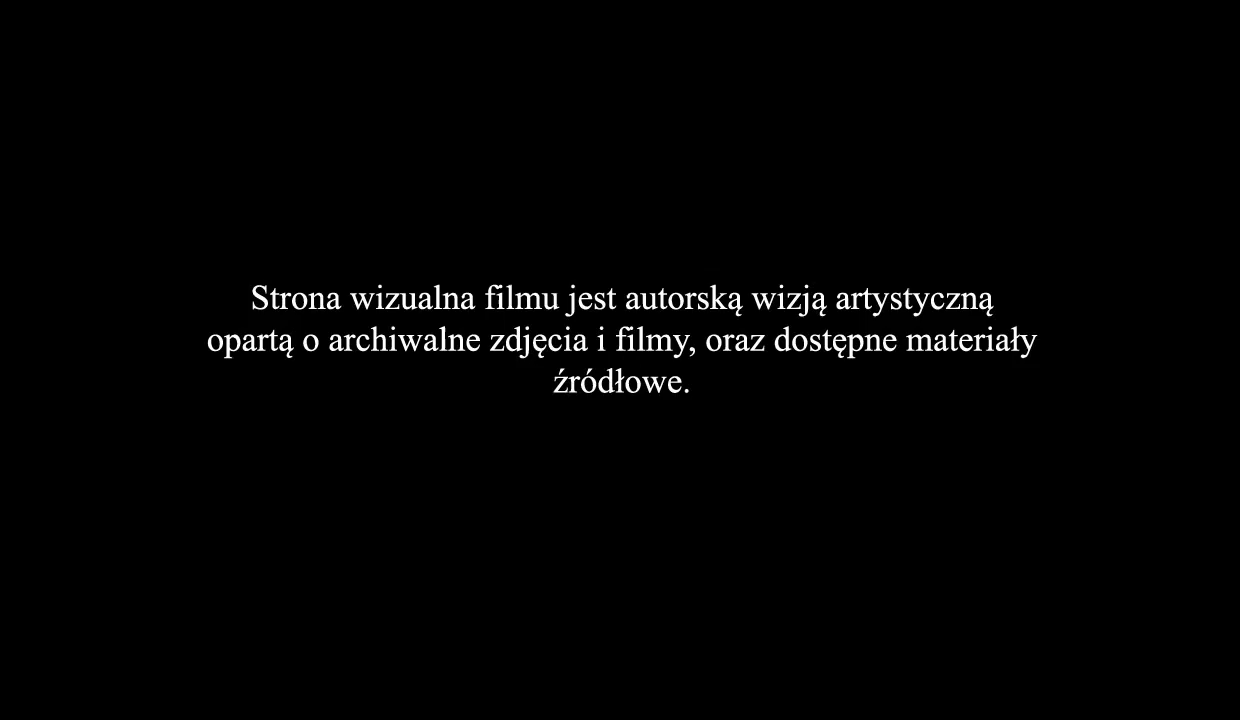 Strona wizualna filmu jest autorską wizją artystyczną
opartą o archiwalne zdjęcia i filmy, oraz dostępne materiały
źródłowe.